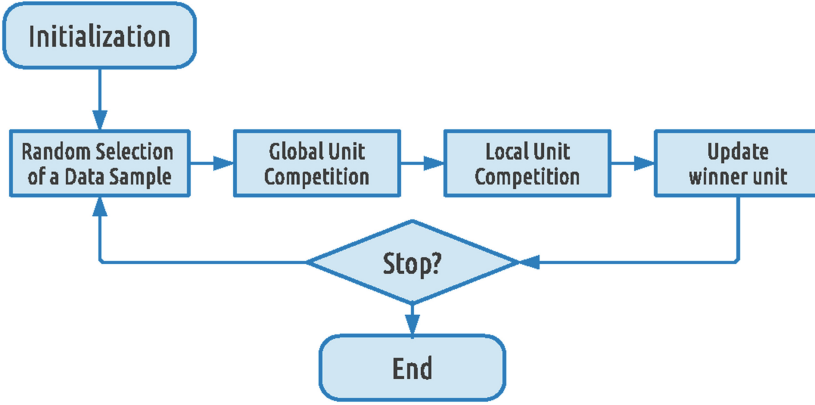 Initialization
Random Selection
of a Data Sample
Global Unit
Competition
Local Unit
Competition
Update
winner unit
Stop?
End